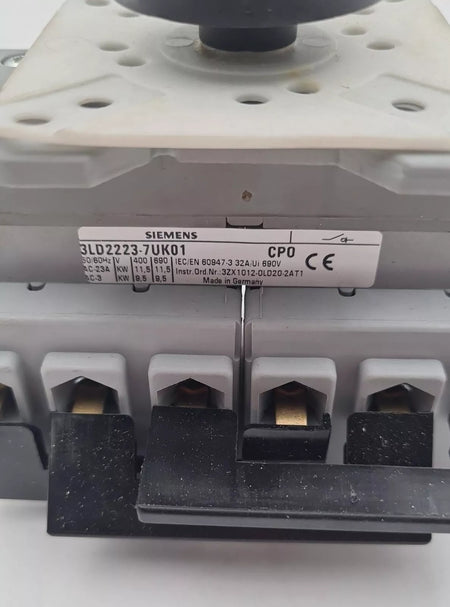 SIEMENS
3LD2223-7UK01 CPO
50/60Hz V 400 690 IEC/EN 60947-3 32A.Ui 690V
AC-23A KW 11,5 11,5 Instr.Ord.Nr.:3ZX1012-0LD20-2AT1
AC-3 KW 9,5 9,5 Made in Germany
CE